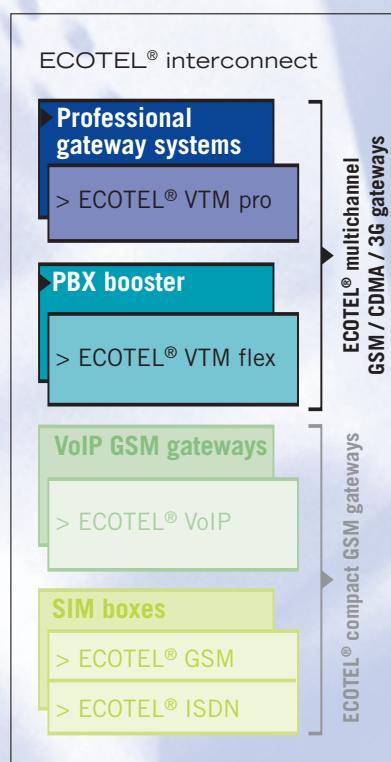 ECOTEL® interconnect
Professional
gateway systems
> ECOTEL® VTM pro
PBX booster
> ECOTEL® VTM flex
ECOTEL® multichannel
GSM / CDMA / 3G gateways
VoIP GSM gateways
> ECOTEL® VoIP
SIM boxes
> ECOTEL® GSM
> ECOTEL® ISDN
ECOTEL® compact GSM gateways